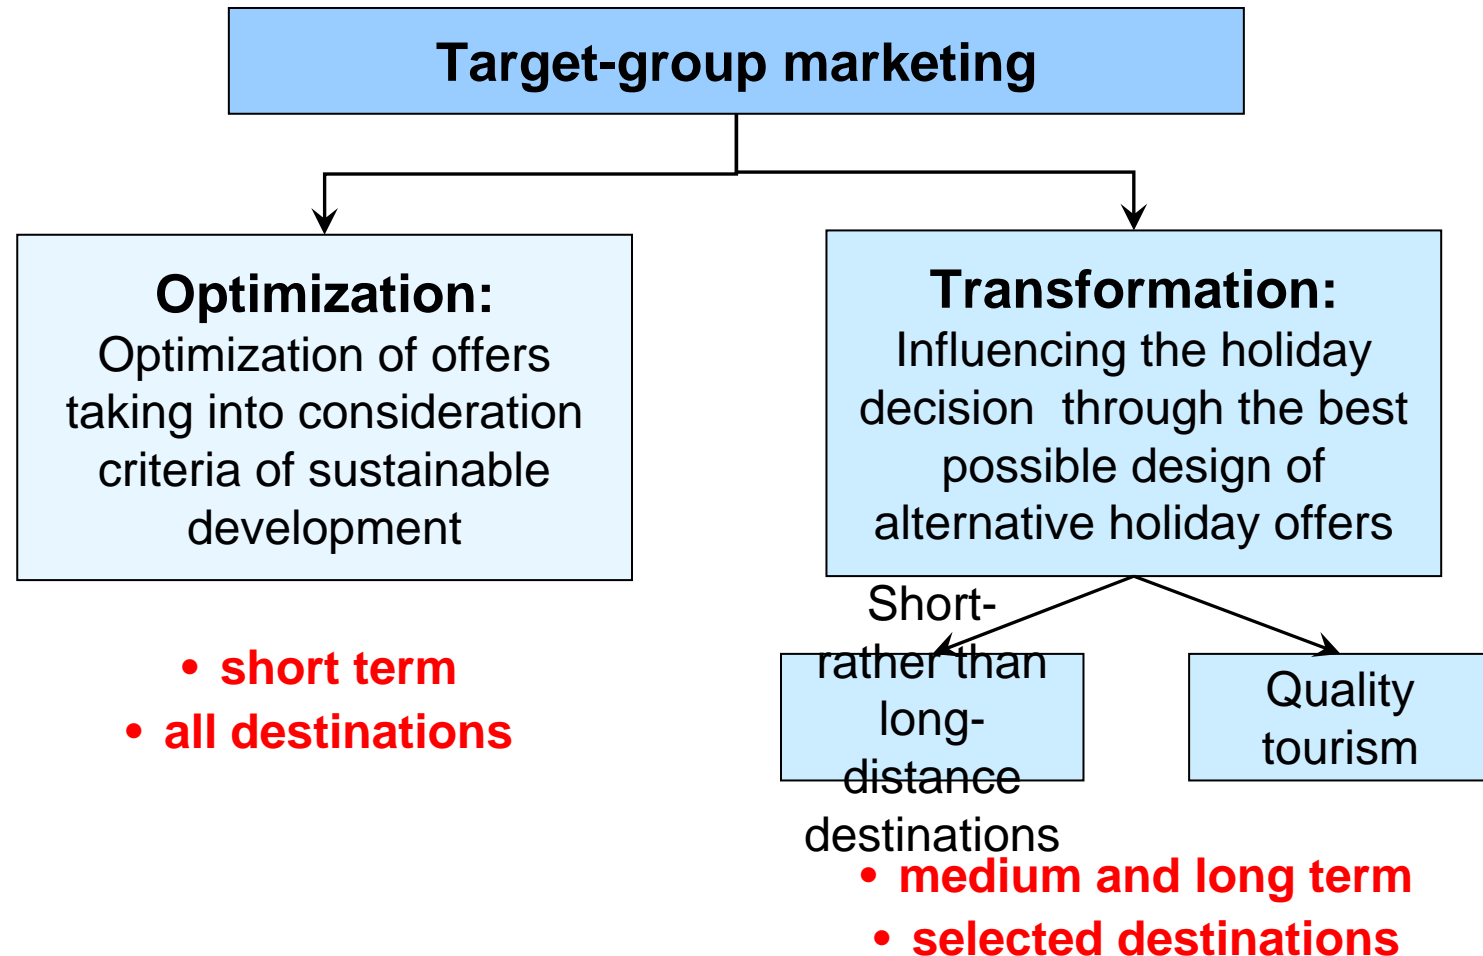 Target-group marketing
Optimization:
Optimization of offers
taking into consideration
criteria of sustainable
development
• short term
• all destinations
Transformation:
Influencing the holiday
decision  through the best
possible design of
alternative holiday offers
Short-
rather than
long-
distance
destinations
Quality
tourism
• medium and long term
• selected destinations